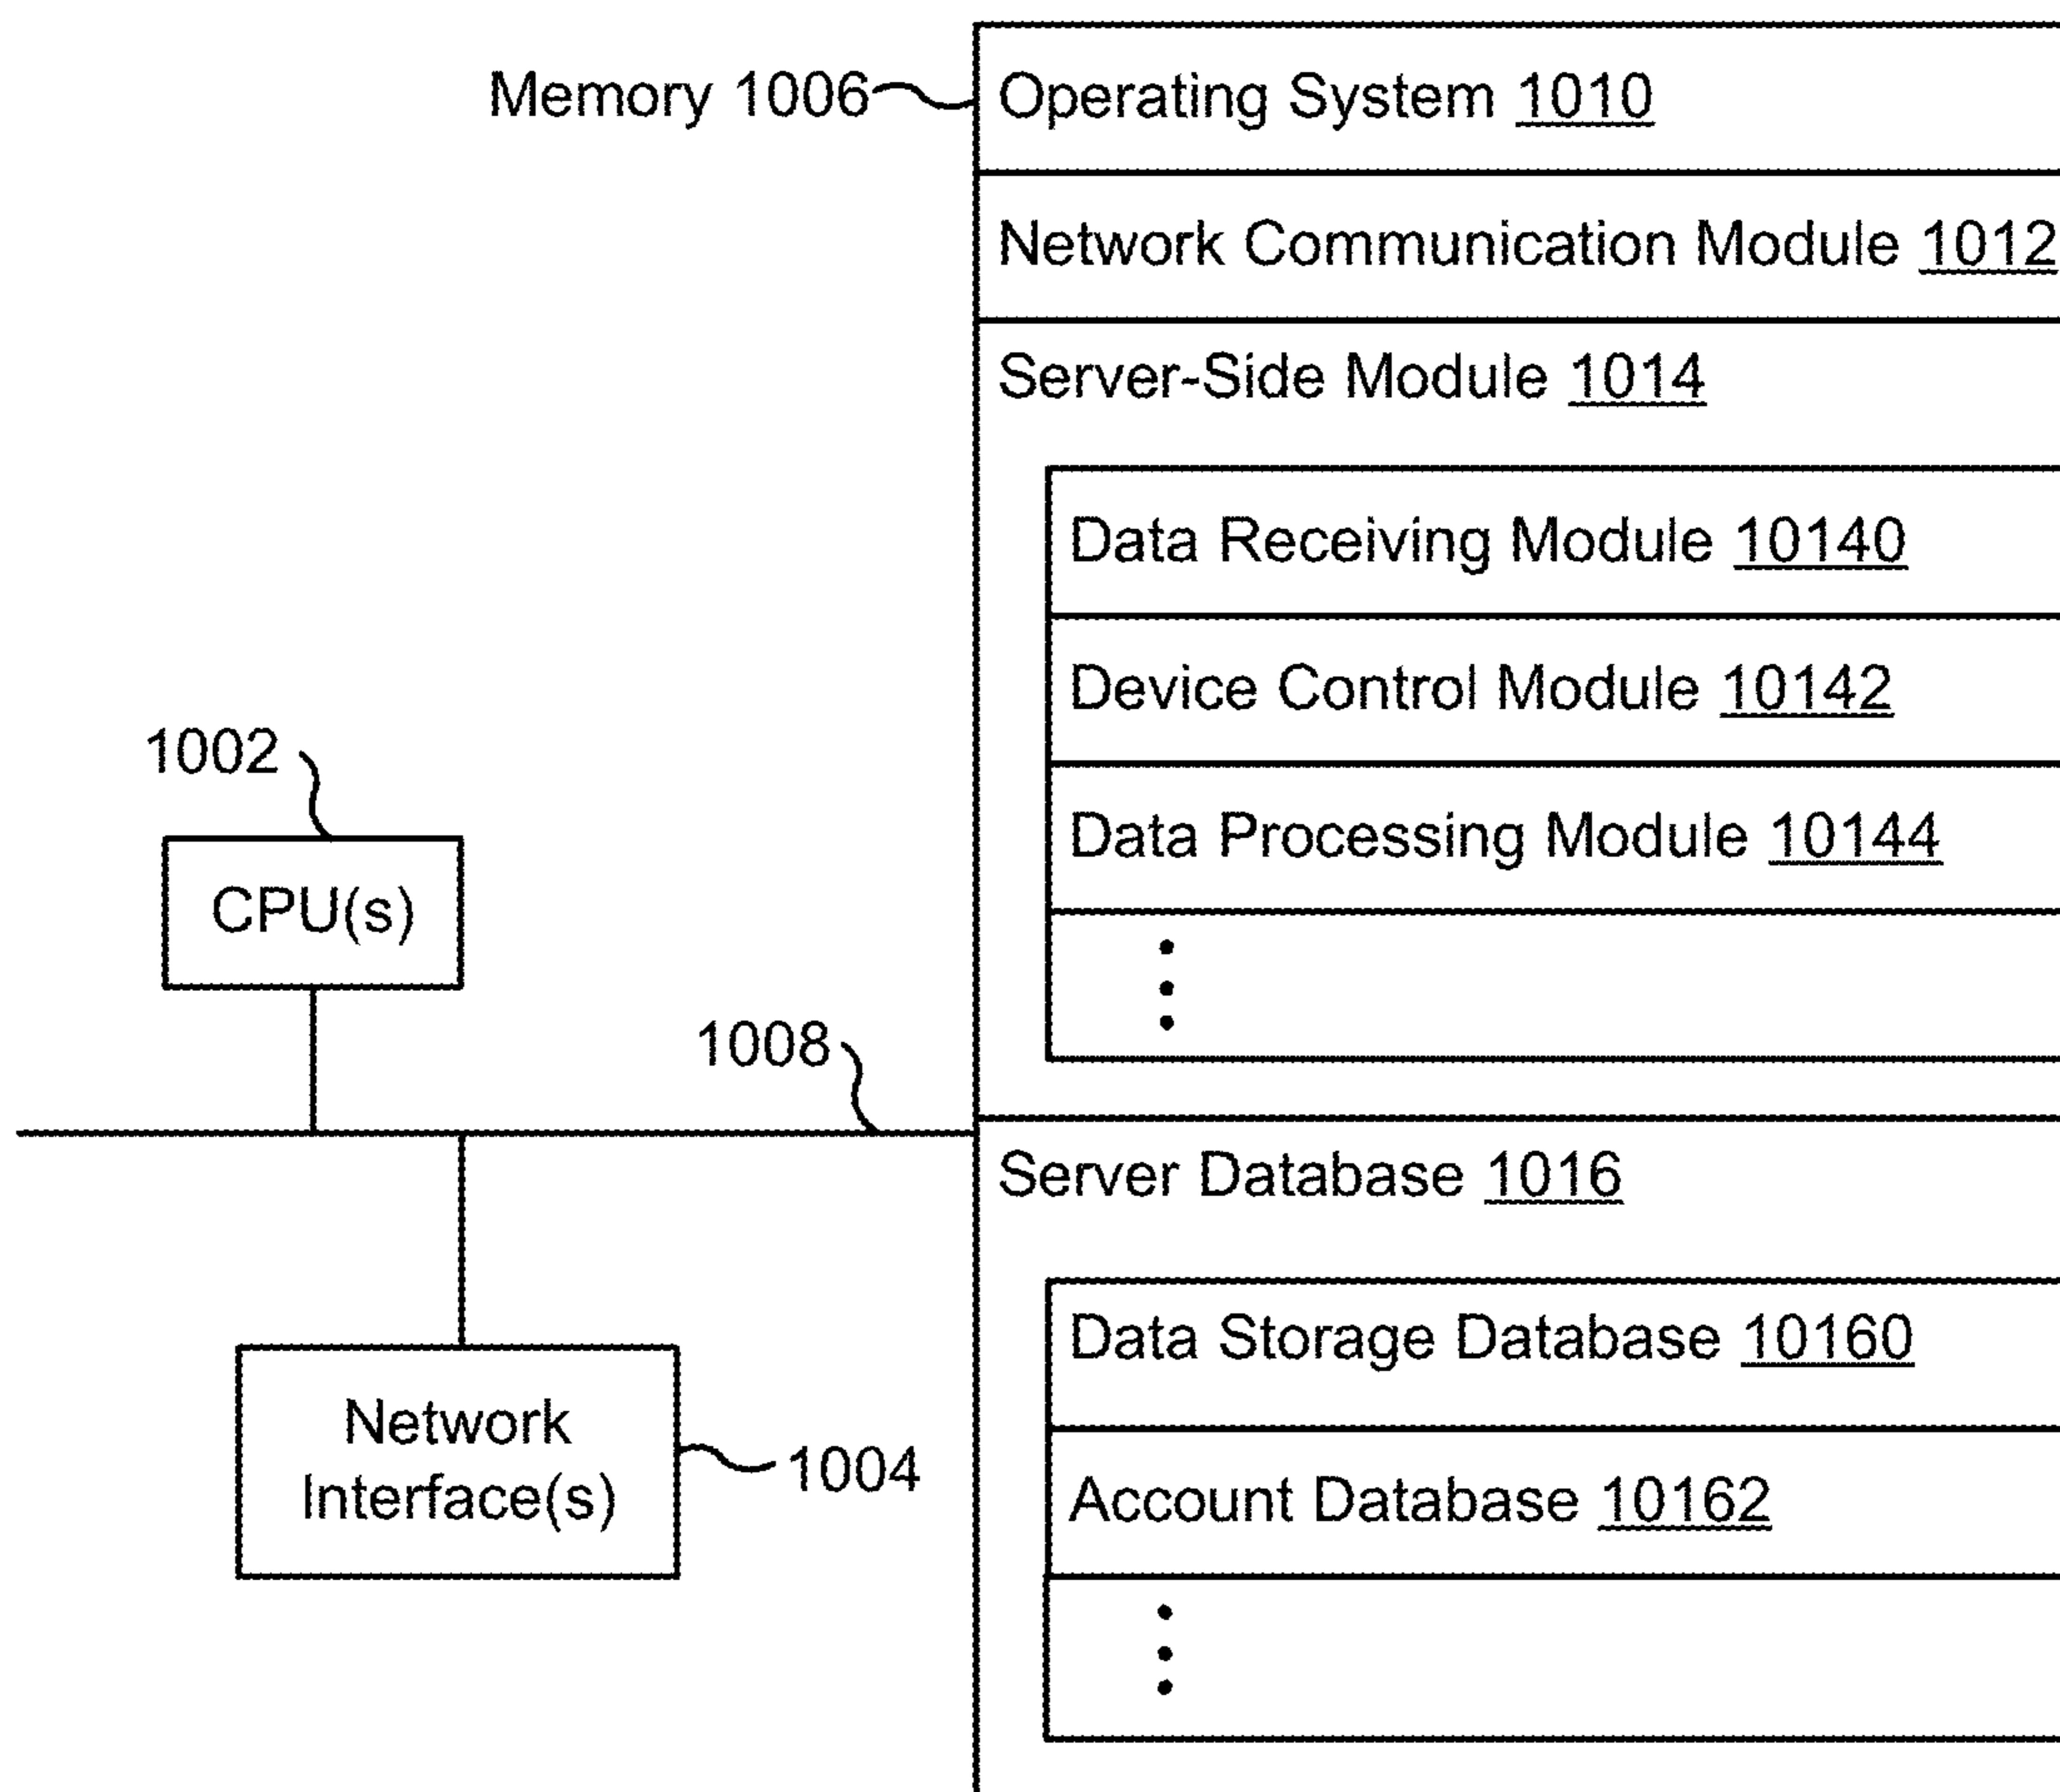 Memory 1006
Operating System 1010
Network Communication Module 1012
Server-Side Module 1014
Data Receiving Module 10140
Device Control Module 10142
Data Processing Module 10144
1002
CPU(s)
1008
Server Database 1016
Data Storage Database 10160
Account Database 10162
Network
Interface(s)
1004